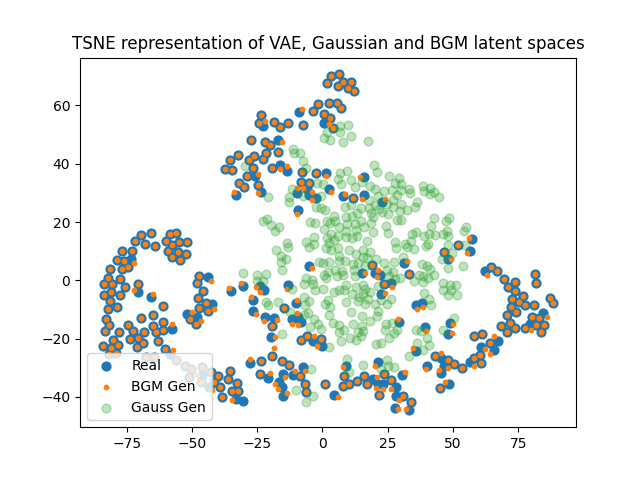 TSNE representation of VAE, Gaussian and BGM latent spaces
60
40
20
0
−20
−40
Real
BGM Gen
Gauss Gen
−75 −50 −25 0 25 50 75